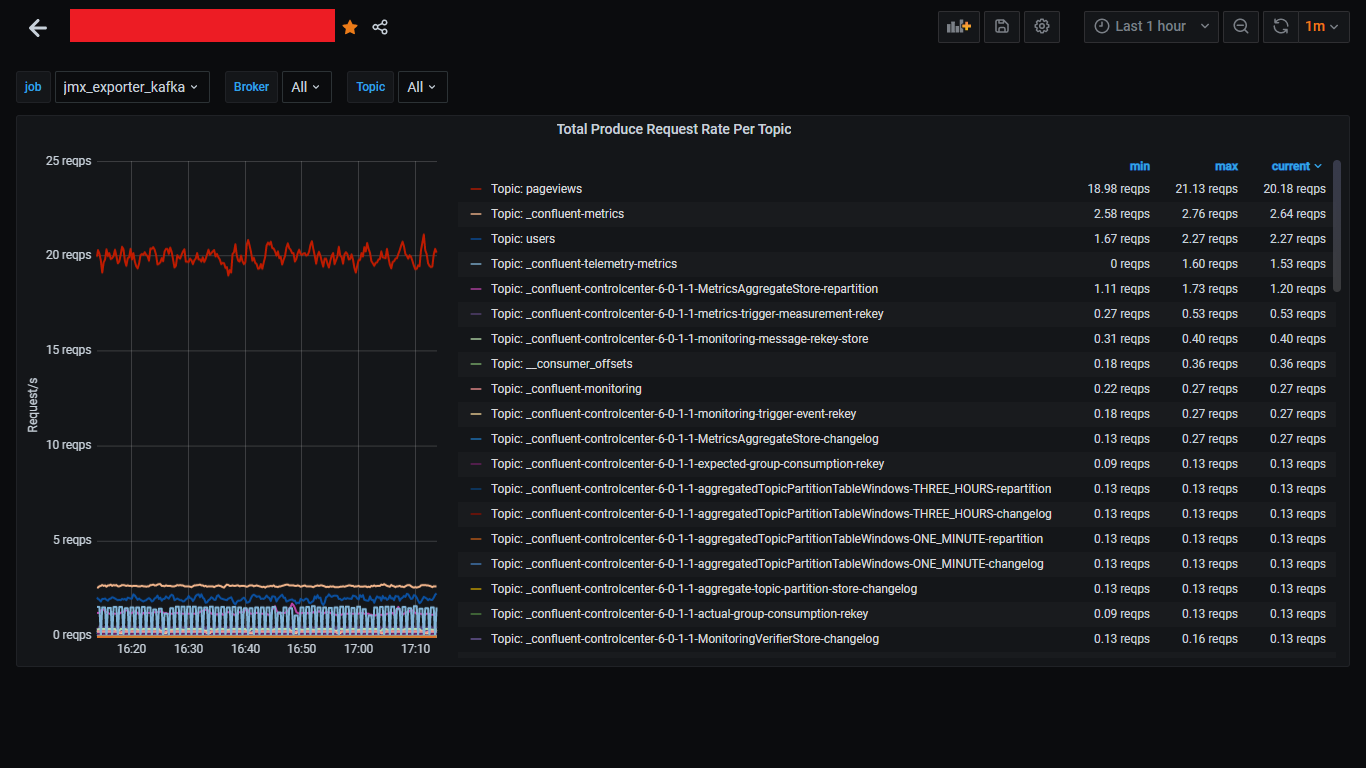 Last 1 hour 1m
job jmx_exporter_kafka Broker All Topic All
Total Produce Request Rate Per Topic
25 reqps
20 reqps
15 reqps
10 reqps
5 reqps
0 reqps
Request/s
16:20 16:30 16:40 16:50 17:00 17:10
min max current
Topic: pageviews 18.98 reqps 21.13 reqps 20.18 reqps
Topic: _confluent-metrics 2.58 reqps 2.76 reqps 2.64 reqps
Topic: users 1.67 reqps 2.27 reqps 2.27 reqps
Topic: _confluent-telemetry-metrics 0 reqps 1.60 reqps 1.53 reqps
Topic: _confluent-controlcenter-6-0-1-1-MetricsAggregateStore-repartition 1.11 reqps 1.73 reqps 1.20 reqps
Topic: _confluent-controlcenter-6-0-1-1-metrics-trigger-measurement-rekey 0.27 reqps 0.53 reqps 0.53 reqps
Topic: _confluent-controlcenter-6-0-1-1-monitoring-message-rekey-store 0.31 reqps 0.40 reqps 0.40 reqps
Topic: __consumer_offsets 0.18 reqps 0.36 reqps 0.36 reqps
Topic: _confluent-monitoring 0.22 reqps 0.27 reqps 0.27 reqps
Topic: _confluent-controlcenter-6-0-1-1-monitoring-trigger-event-rekey 0.18 reqps 0.27 reqps 0.27 reqps
Topic: _confluent-controlcenter-6-0-1-1-MetricsAggregateStore-changelog 0.13 reqps 0.27 reqps 0.27 reqps
Topic: _confluent-controlcenter-6-0-1-1-expected-group-consumption-rekey 0.09 reqps 0.13 reqps 0.13 reqps
Topic: _confluent-controlcenter-6-0-1-1-aggregatedTopicPartitionTableWindows-THREE_HOURS-repartition 0.13 reqps 0.13 reqps 0.13 reqps
Topic: _confluent-controlcenter-6-0-1-1-aggregatedTopicPartitionTableWindows-THREE_HOURS-changelog 0.13 reqps 0.13 reqps 0.13 reqps
Topic: _confluent-controlcenter-6-0-1-1-aggregatedTopicPartitionTableWindows-ONE_MINUTE-repartition 0.13 reqps 0.13 reqps 0.13 reqps
Topic: _confluent-controlcenter-6-0-1-1-aggregatedTopicPartitionTableWindows-ONE_MINUTE-changelog 0.13 reqps 0.13 reqps 0.13 reqps
Topic: _confluent-controlcenter-6-0-1-1-aggregate-topic-partition-store-changelog 0.13 reqps 0.13 reqps 0.13 reqps
Topic: _confluent-controlcenter-6-0-1-1-actual-group-consumption-rekey 0.09 reqps 0.13 reqps 0.13 reqps
Topic: _confluent-controlcenter-6-0-1-1-MonitoringVerifierStore-changelog 0.13 reqps 0.16 reqps 0.13 reqps